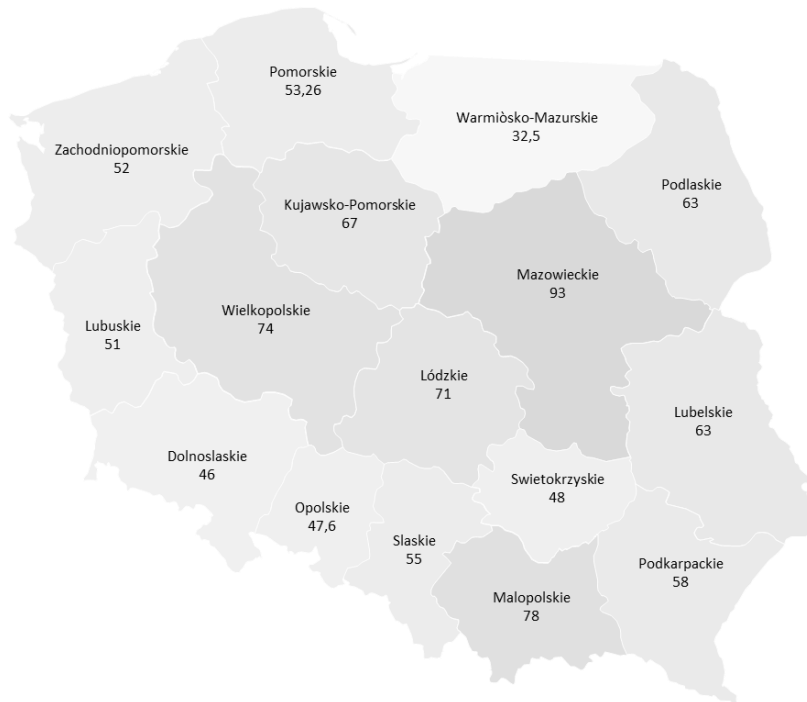 Pomorskie
53,26
Warmiòsko-Mazurskie
32,5
Zachodniopomorskie
52
Podlaskie
63
Kujawsko-Pomorskie
67
Mazowieckie
93
Wielkopolskie
74
Lubuskie
51
Lódzkie
71
Lubelskie
63
Dolnoslaskie
46
Swietokrzyskie
48
Opolskie
47,6
Slaskie
55
Podkarpackie
58
Malopolskie
78